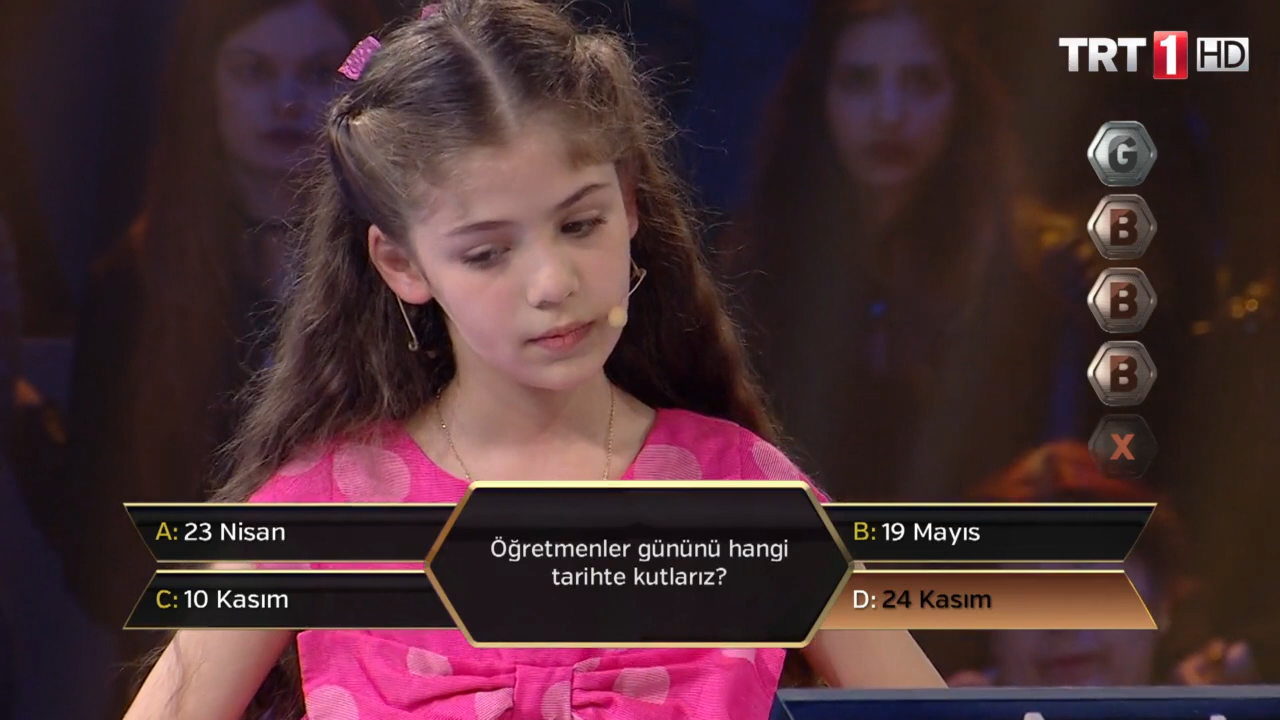 TRT 1 HD
G
B
B
B
X
Öğretmenler gününü hangi
tarihte kutlarız?
A: 23 Nisan
B: 19 Mayıs
C: 10 Kasım
D: 24 Kasım